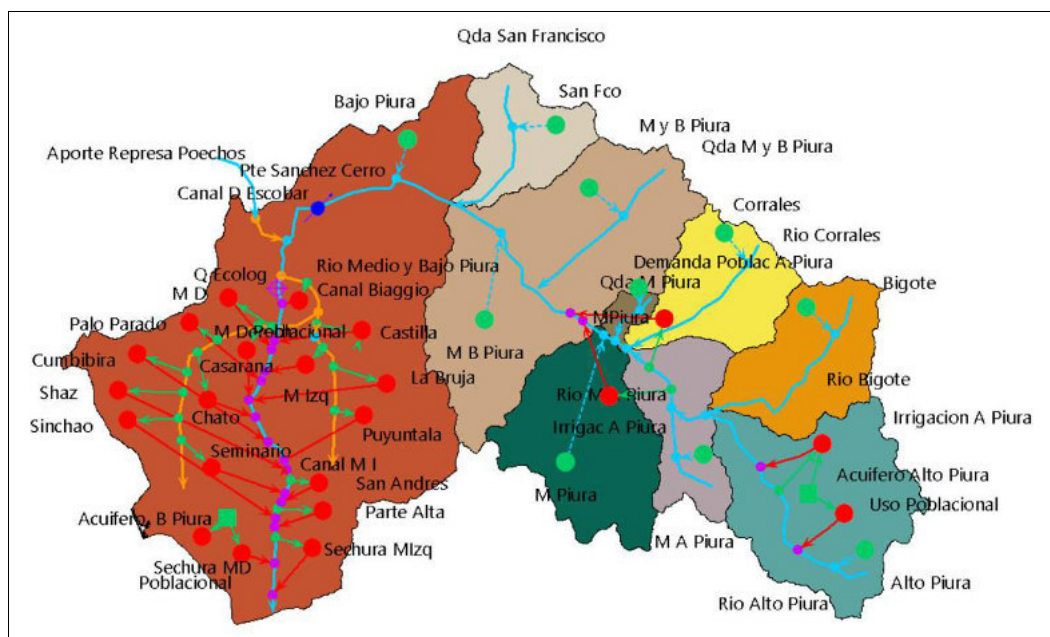 Qda San Francisco
San Fco
Bajo Piura
M y B Piura
Qda M y B Piura
Aporte Represa Poechos
Pte Sanchez Cerro
Canal D Escobar
Corrales
Rio Corrales
Demanda Poblac A Piura
Q Ecolog
Rio Medio y Bajo Piura
Qda M Piura
Bigote
M D
Canal Biaggio
Palo Parado
Poblacional
Castilla
M Piura
Cumbibira
Casarana
M B Piura
La Bruja
Rio Bigote
Shaz
M Izq
Chato
Irrigacion A Piura
Sinchao
Puyuntala
Irrigac A Piura
Seminario
Canal M I
San Andres
Acuifero Alto Piura
M Piura
Uso Poblacional
Acuifero, B Piura
Parte Alta
Sechura MIzq
M A Piura
Sechura MD
Poblacional
Alto Piura
Rio Alto Piura